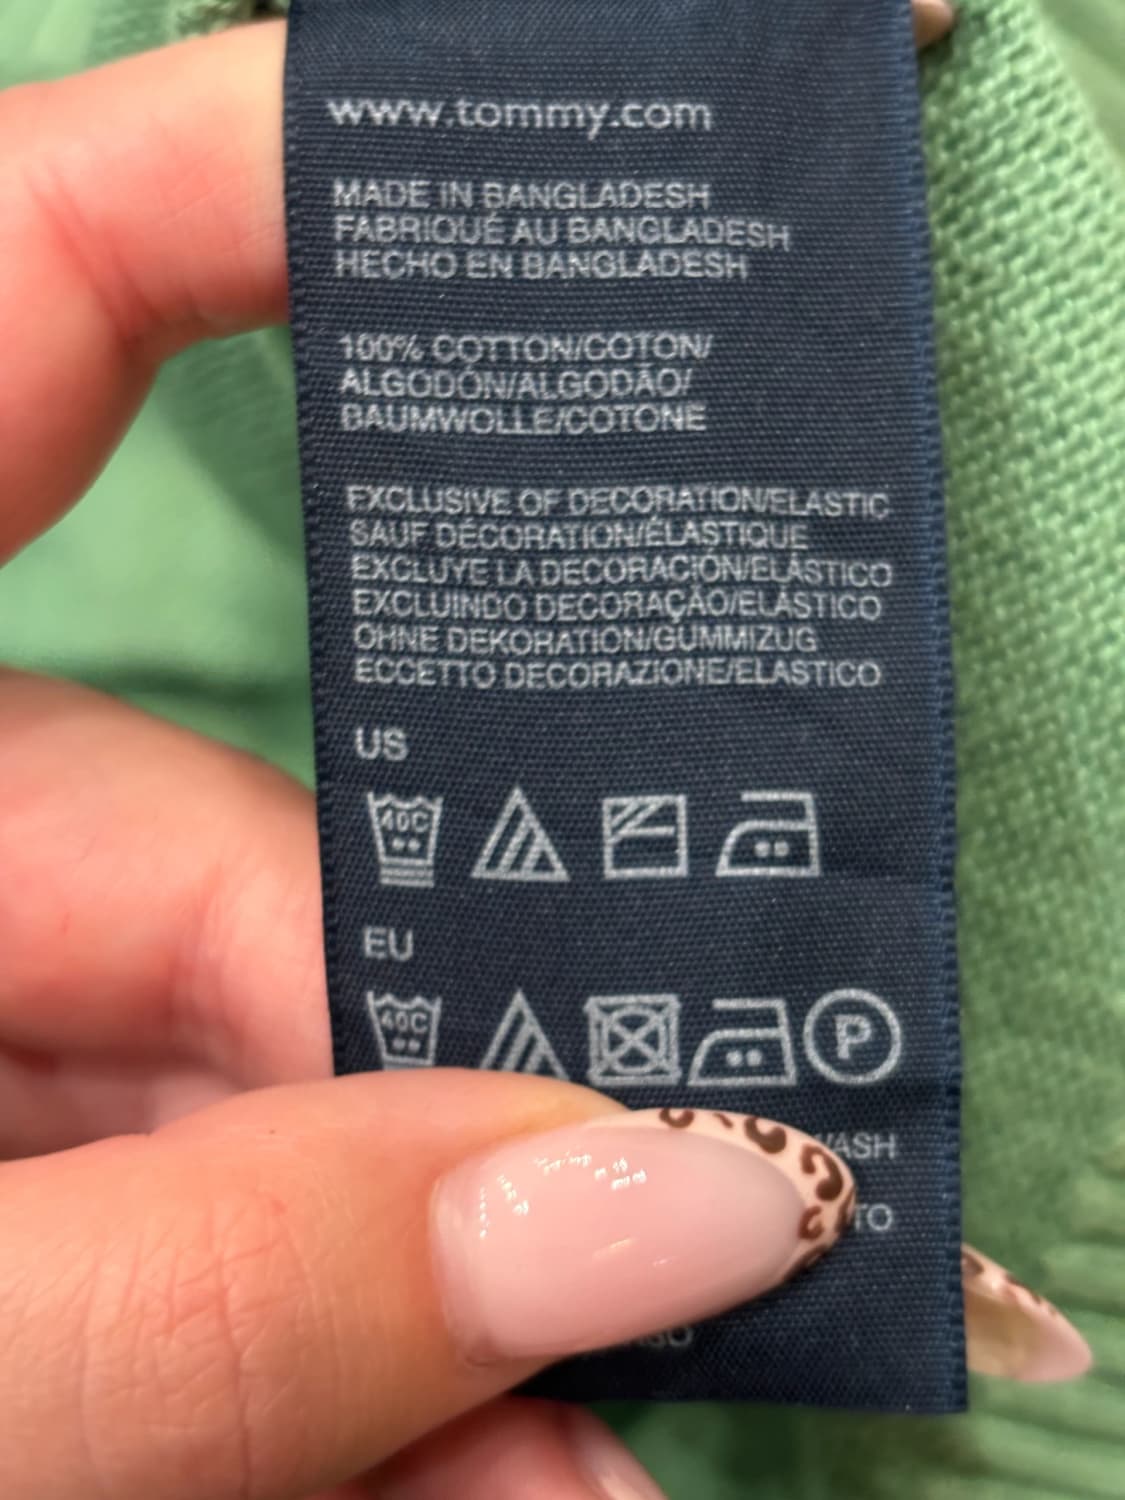 www.tommy.com
MADE IN BANGLADESH
FABRIQUÉ AU BANGLADESH
HECHO EN BANGLADESH
100% COTTON/COTON/
ALGODÓN/ALGODÃO/
BAUMWOLLE/COTONE
EXCLUSIVE OF DECORATION/ELASTIC
SAUF DÉCORATION/ÉLASTIQUE
EXCLUYE LA DECORACIÓN/ELÁSTICO
EXCLUINDO DECORAÇÃO/ELÁSTICO
OHNE DEKORATION/GUMMIZUG
ECCETTO DECORAZIONE/ELASTICO
US
40C
EU
40C P